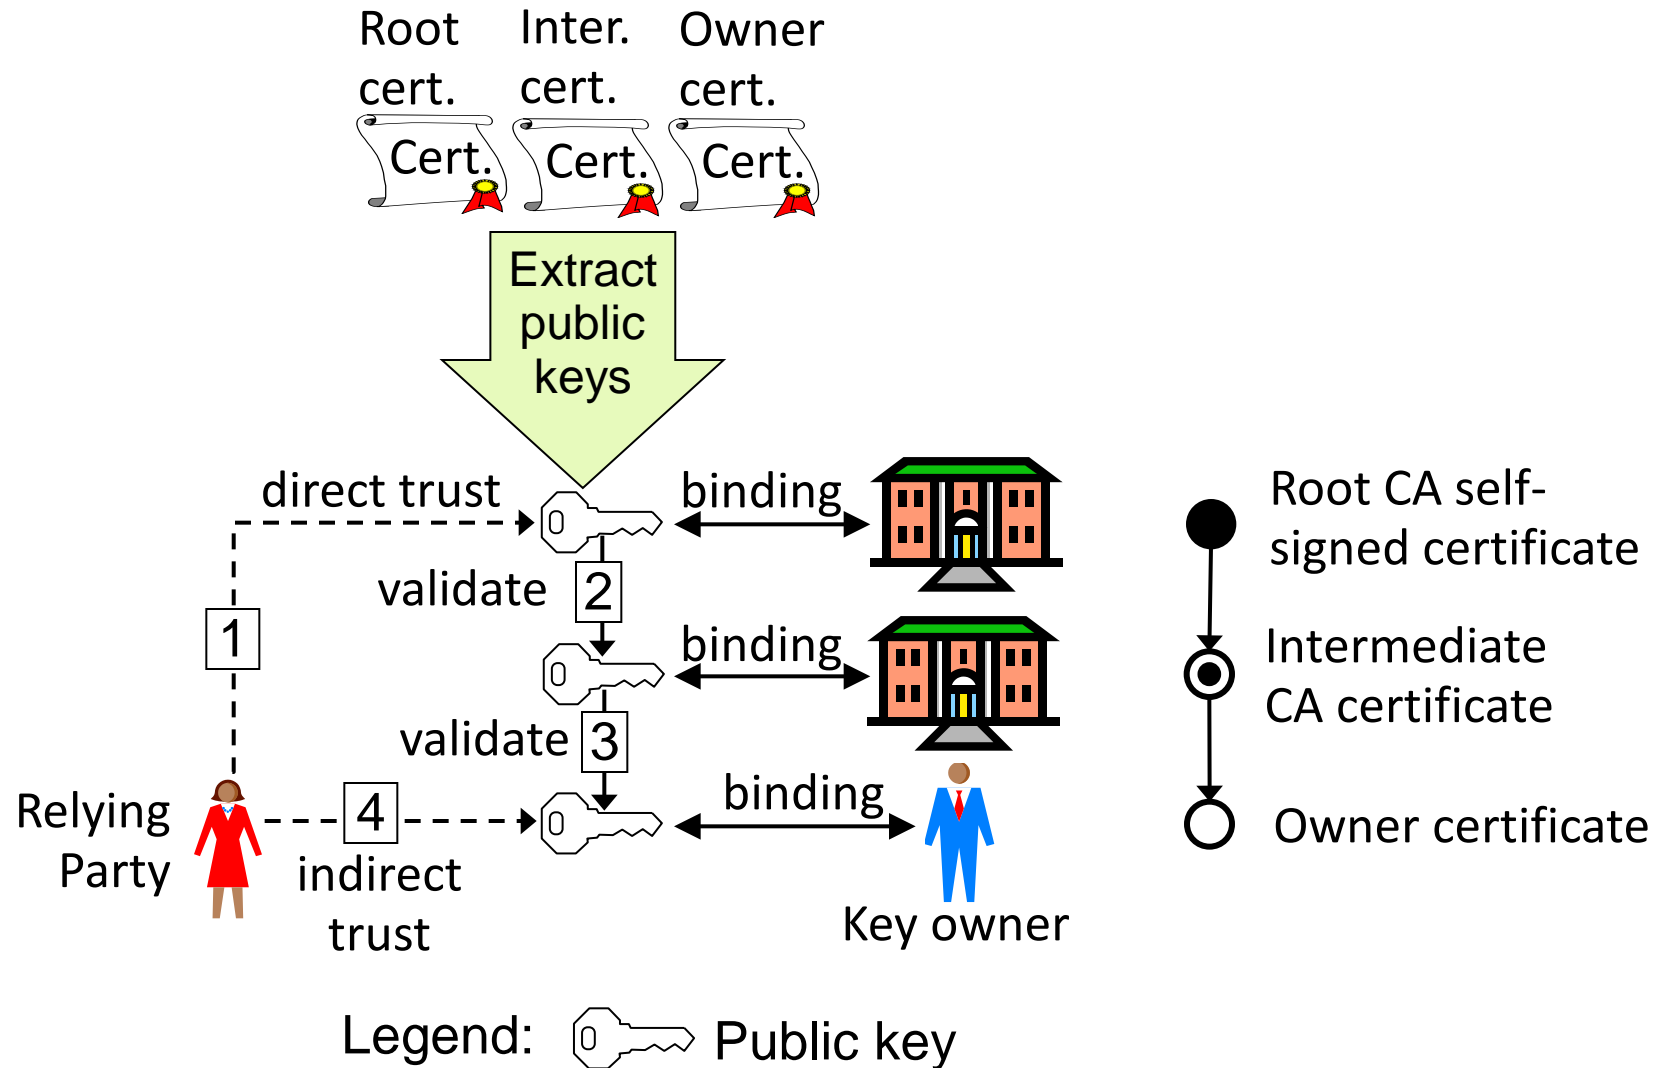 Root
cert.
Inter.
cert.
Owner
cert.
Cert.
Cert.
Cert.
Extract
public
keys
direct trust
binding
validate
2
1
binding
validate
3
Relying
Party
4
indirect
trust
binding
Key owner
Root CA self-
signed certificate
Intermediate
CA certificate
Owner certificate
Legend:
Public key